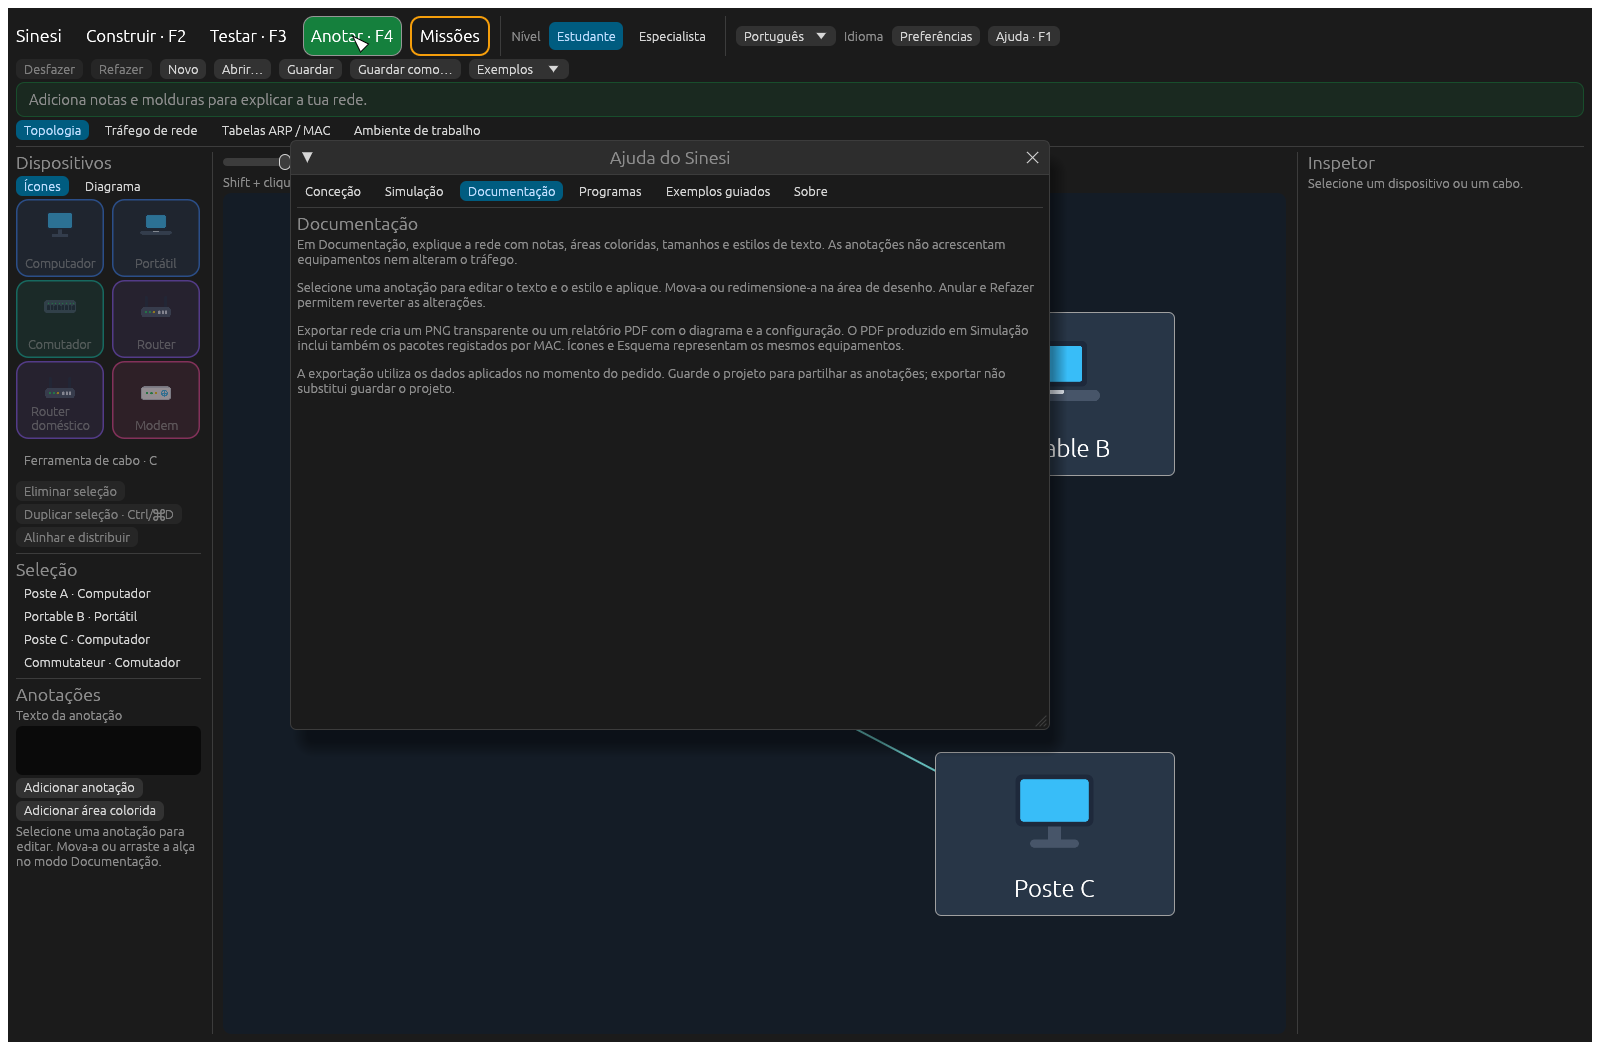 Sinesi Construir · F2 Testar · F3 Anotar · F4 Missões Nível Estudante Especialista Português Idioma Preferências Ajuda · F1
Desfazer Refazer Novo Abrir... Guardar Guardar como... Exemplos
Adiciona notas e molduras para explicar a tua rede.
Topologia Tráfego de rede Tabelas ARP / MAC Ambiente de trabalho
Dispositivos
Ícones Diagrama
Computador Portátil
Comutador Router
Router doméstico Modem
Ferramenta de cabo · C
Eliminar seleção
Duplicar seleção · Ctrl/⌘D
Alinhar e distribuir
Seleção
Poste A · Computador
Portable B · Portátil
Poste C · Computador
Commutateur · Comutador
Anotações
Texto da anotação
Adicionar anotação
Adicionar área colorida
Selecione uma anotação para
editar. Mova-a ou arraste a alça
no modo Documentação.
Shift + cliqu
Ajuda do Sinesi
Conceção Simulação Documentação Programas Exemplos guiados Sobre
Documentação
Em Documentação, explique a rede com notas, áreas coloridas, tamanhos e estilos de texto. As anotações não acrescentam
equipamentos nem alteram o tráfego.
Selecione uma anotação para editar o texto e o estilo e aplique. Mova-a ou redimensione-a na área de desenho. Anular e Refazer
permitem reverter as alterações.
Exportar rede cria um PNG transparente ou um relatório PDF com o diagrama e a configuração. O PDF produzido em Simulação
inclui também os pacotes registados por MAC. Ícones e Esquema representam os mesmos equipamentos.
A exportação utiliza os dados aplicados no momento do pedido. Guarde o projeto para partilhar as anotações; exportar não
substitui guardar o projeto.
able B
Poste C
Inspetor
Selecione um dispositivo ou um cabo.